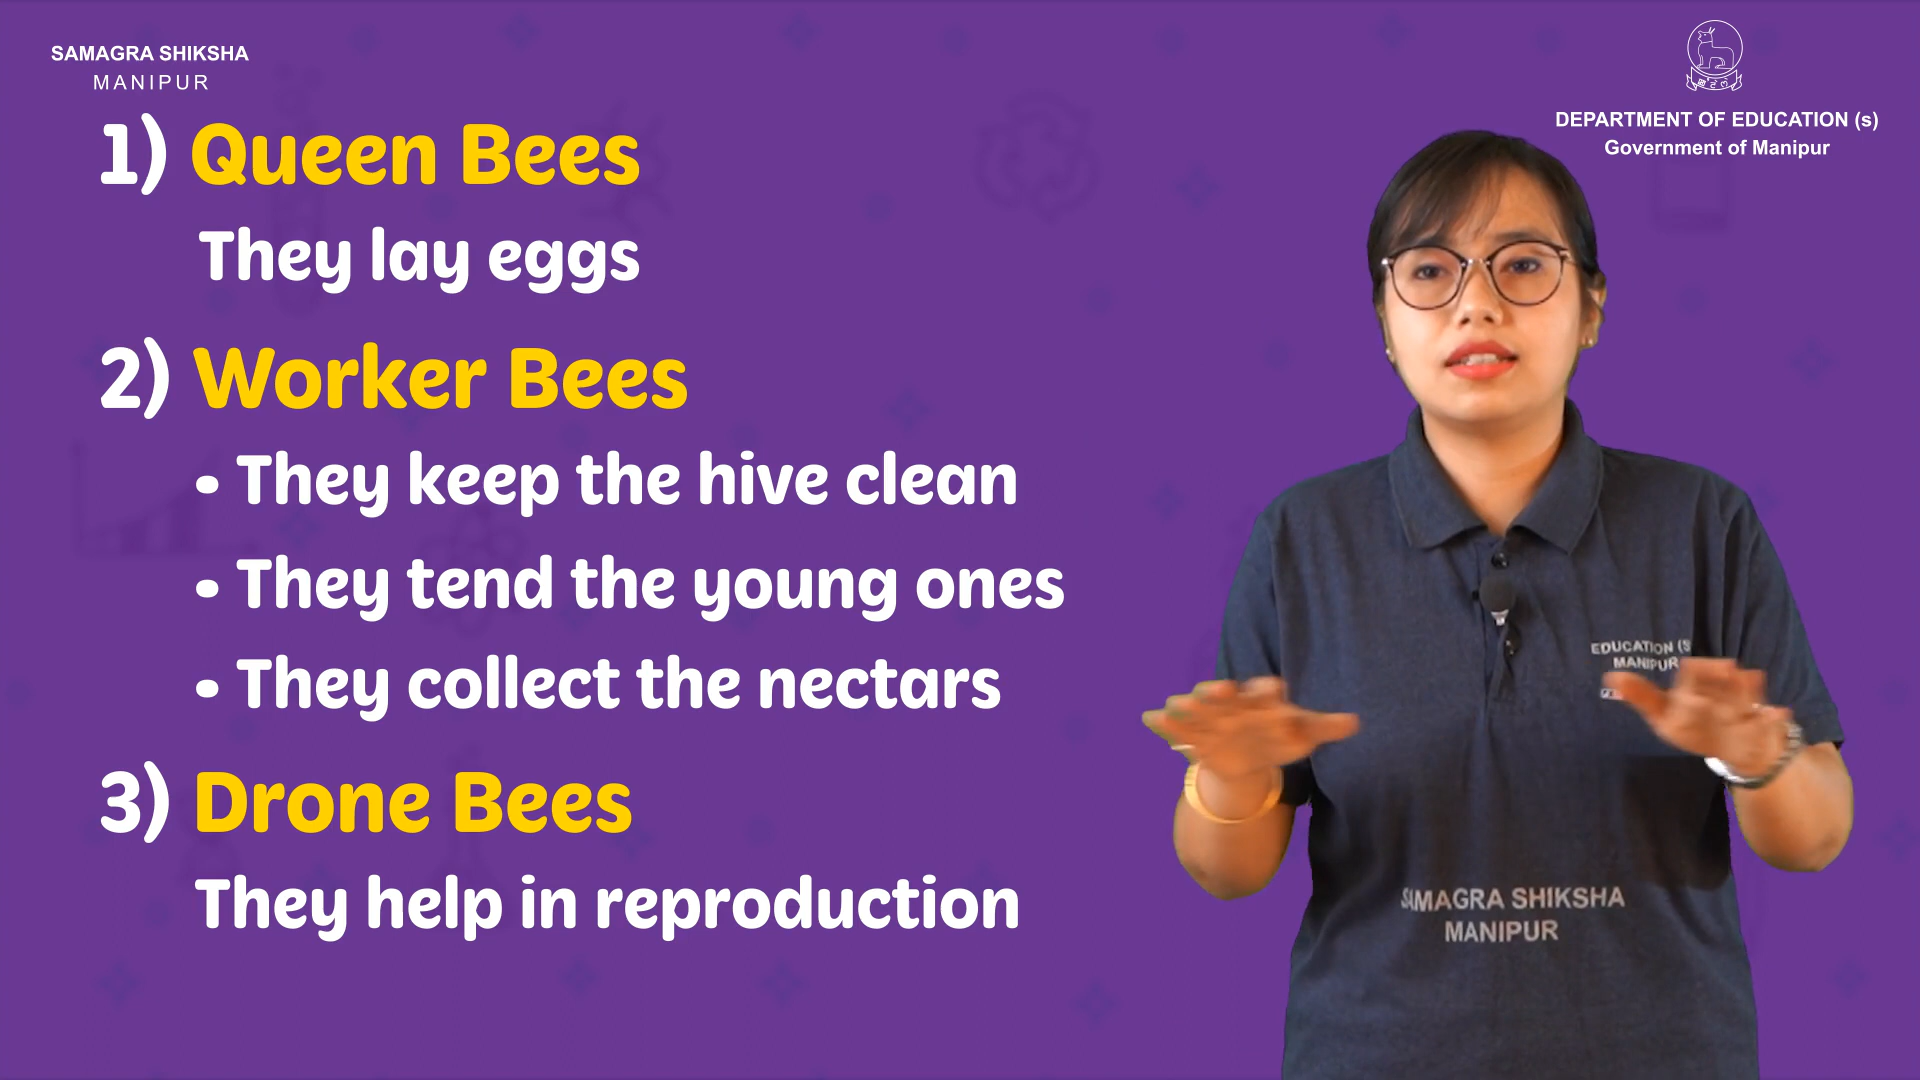 SAMAGRA SHIKSHA
MANIPUR
DEPARTMENT OF EDUCATION (s)
Government of Manipur
1) Queen Bees
They lay eggs
2) Worker Bees
• They keep the hive clean
• They tend the young ones
• They collect the nectars
3) Drone Bees
They help in reproduction
EDUCATION (S
MANIPUR
SAMAGRA SHIKSHA
MANIPUR